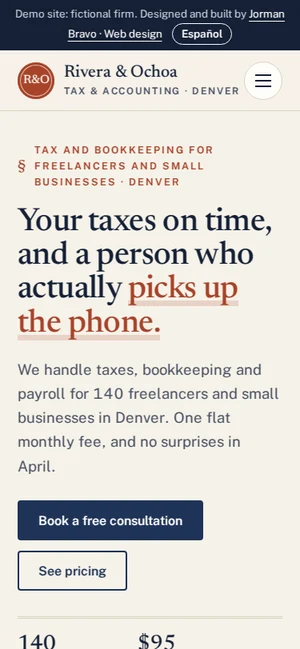 Demo site: fictional firm. Designed and built by Jorman
Bravo · Web design Español
R&O
Rivera & Ochoa
TAX & ACCOUNTING · DENVER
§
TAX AND BOOKKEEPING FOR
FREELANCERS AND SMALL
BUSINESSES · DENVER
Your taxes on time,
and a person who
actually picks up
the phone.
We handle taxes, bookkeeping and
payroll for 140 freelancers and small
businesses in Denver. One flat
monthly fee, and no surprises in
April.
Book a free consultation
See pricing
140 $95